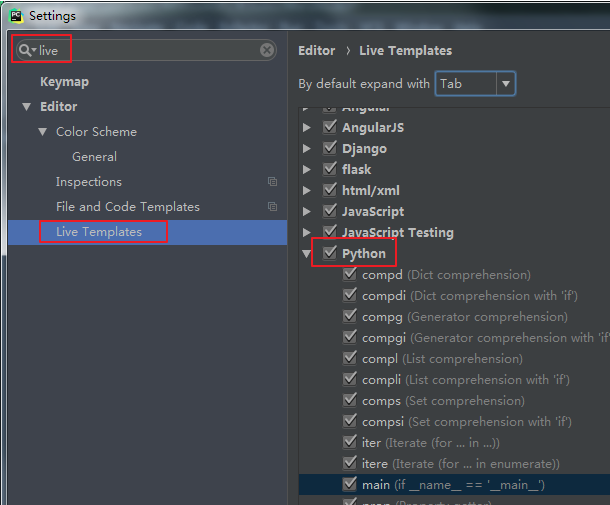 Settings
live
Keymap
Editor
Color Scheme
General
Inspections
File and Code Templates
Live Templates
Editor › Live Templates
By default expand with Tab
Angular
AngularJS
Django
flask
html/xml
JavaScript
JavaScript Testing
Python
compd (Dict comprehension)
compdi (Dict comprehension with 'if')
compg (Generator comprehension)
compgi (Generator comprehension with 'if'
compl (List comprehension)
compli (List comprehension with 'if')
comps (Set comprehension)
compsi (Set comprehension with 'if')
iter (Iterate (for ... in ...))
itere (Iterate (for ... in enumerate))
main (if __name__ == '__main__')
prop (Property getter)